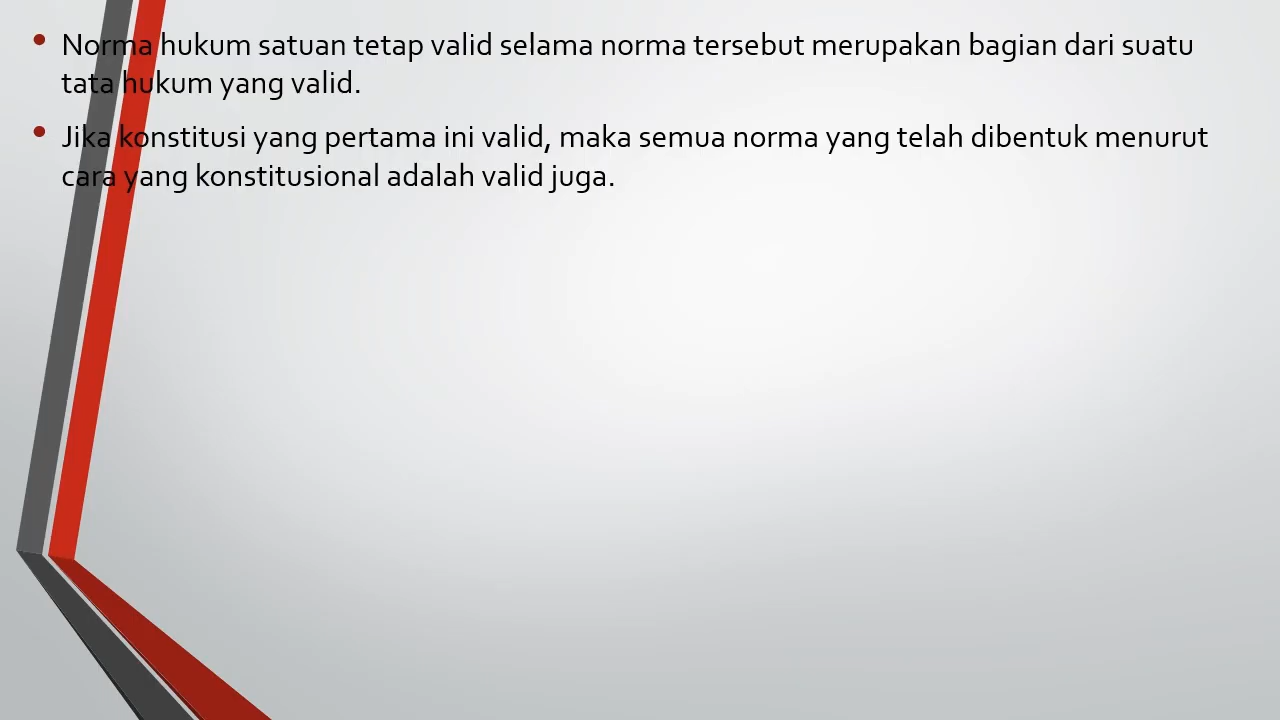 • Norma hukum satuan tetap valid selama norma tersebut merupakan bagian dari suatu
tata hukum yang valid.
• Jika konstitusi yang pertama ini valid, maka semua norma yang telah dibentuk menurut
cara yang konstitusional adalah valid juga.